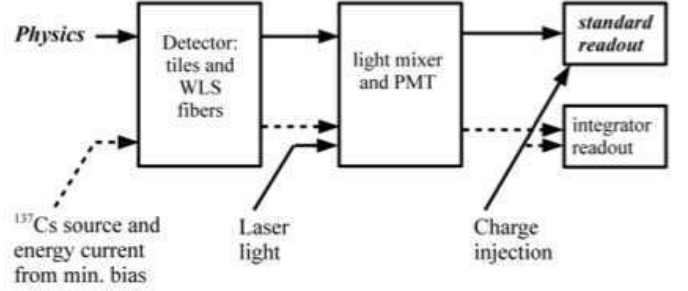 Physics
Detector:
tiles and
WLS
fibers
light mixer
and PMT
standard
readout
integrator
readout
¹³⁷Cs source and
energy current
from min. bias
Laser
light
Charge
injection